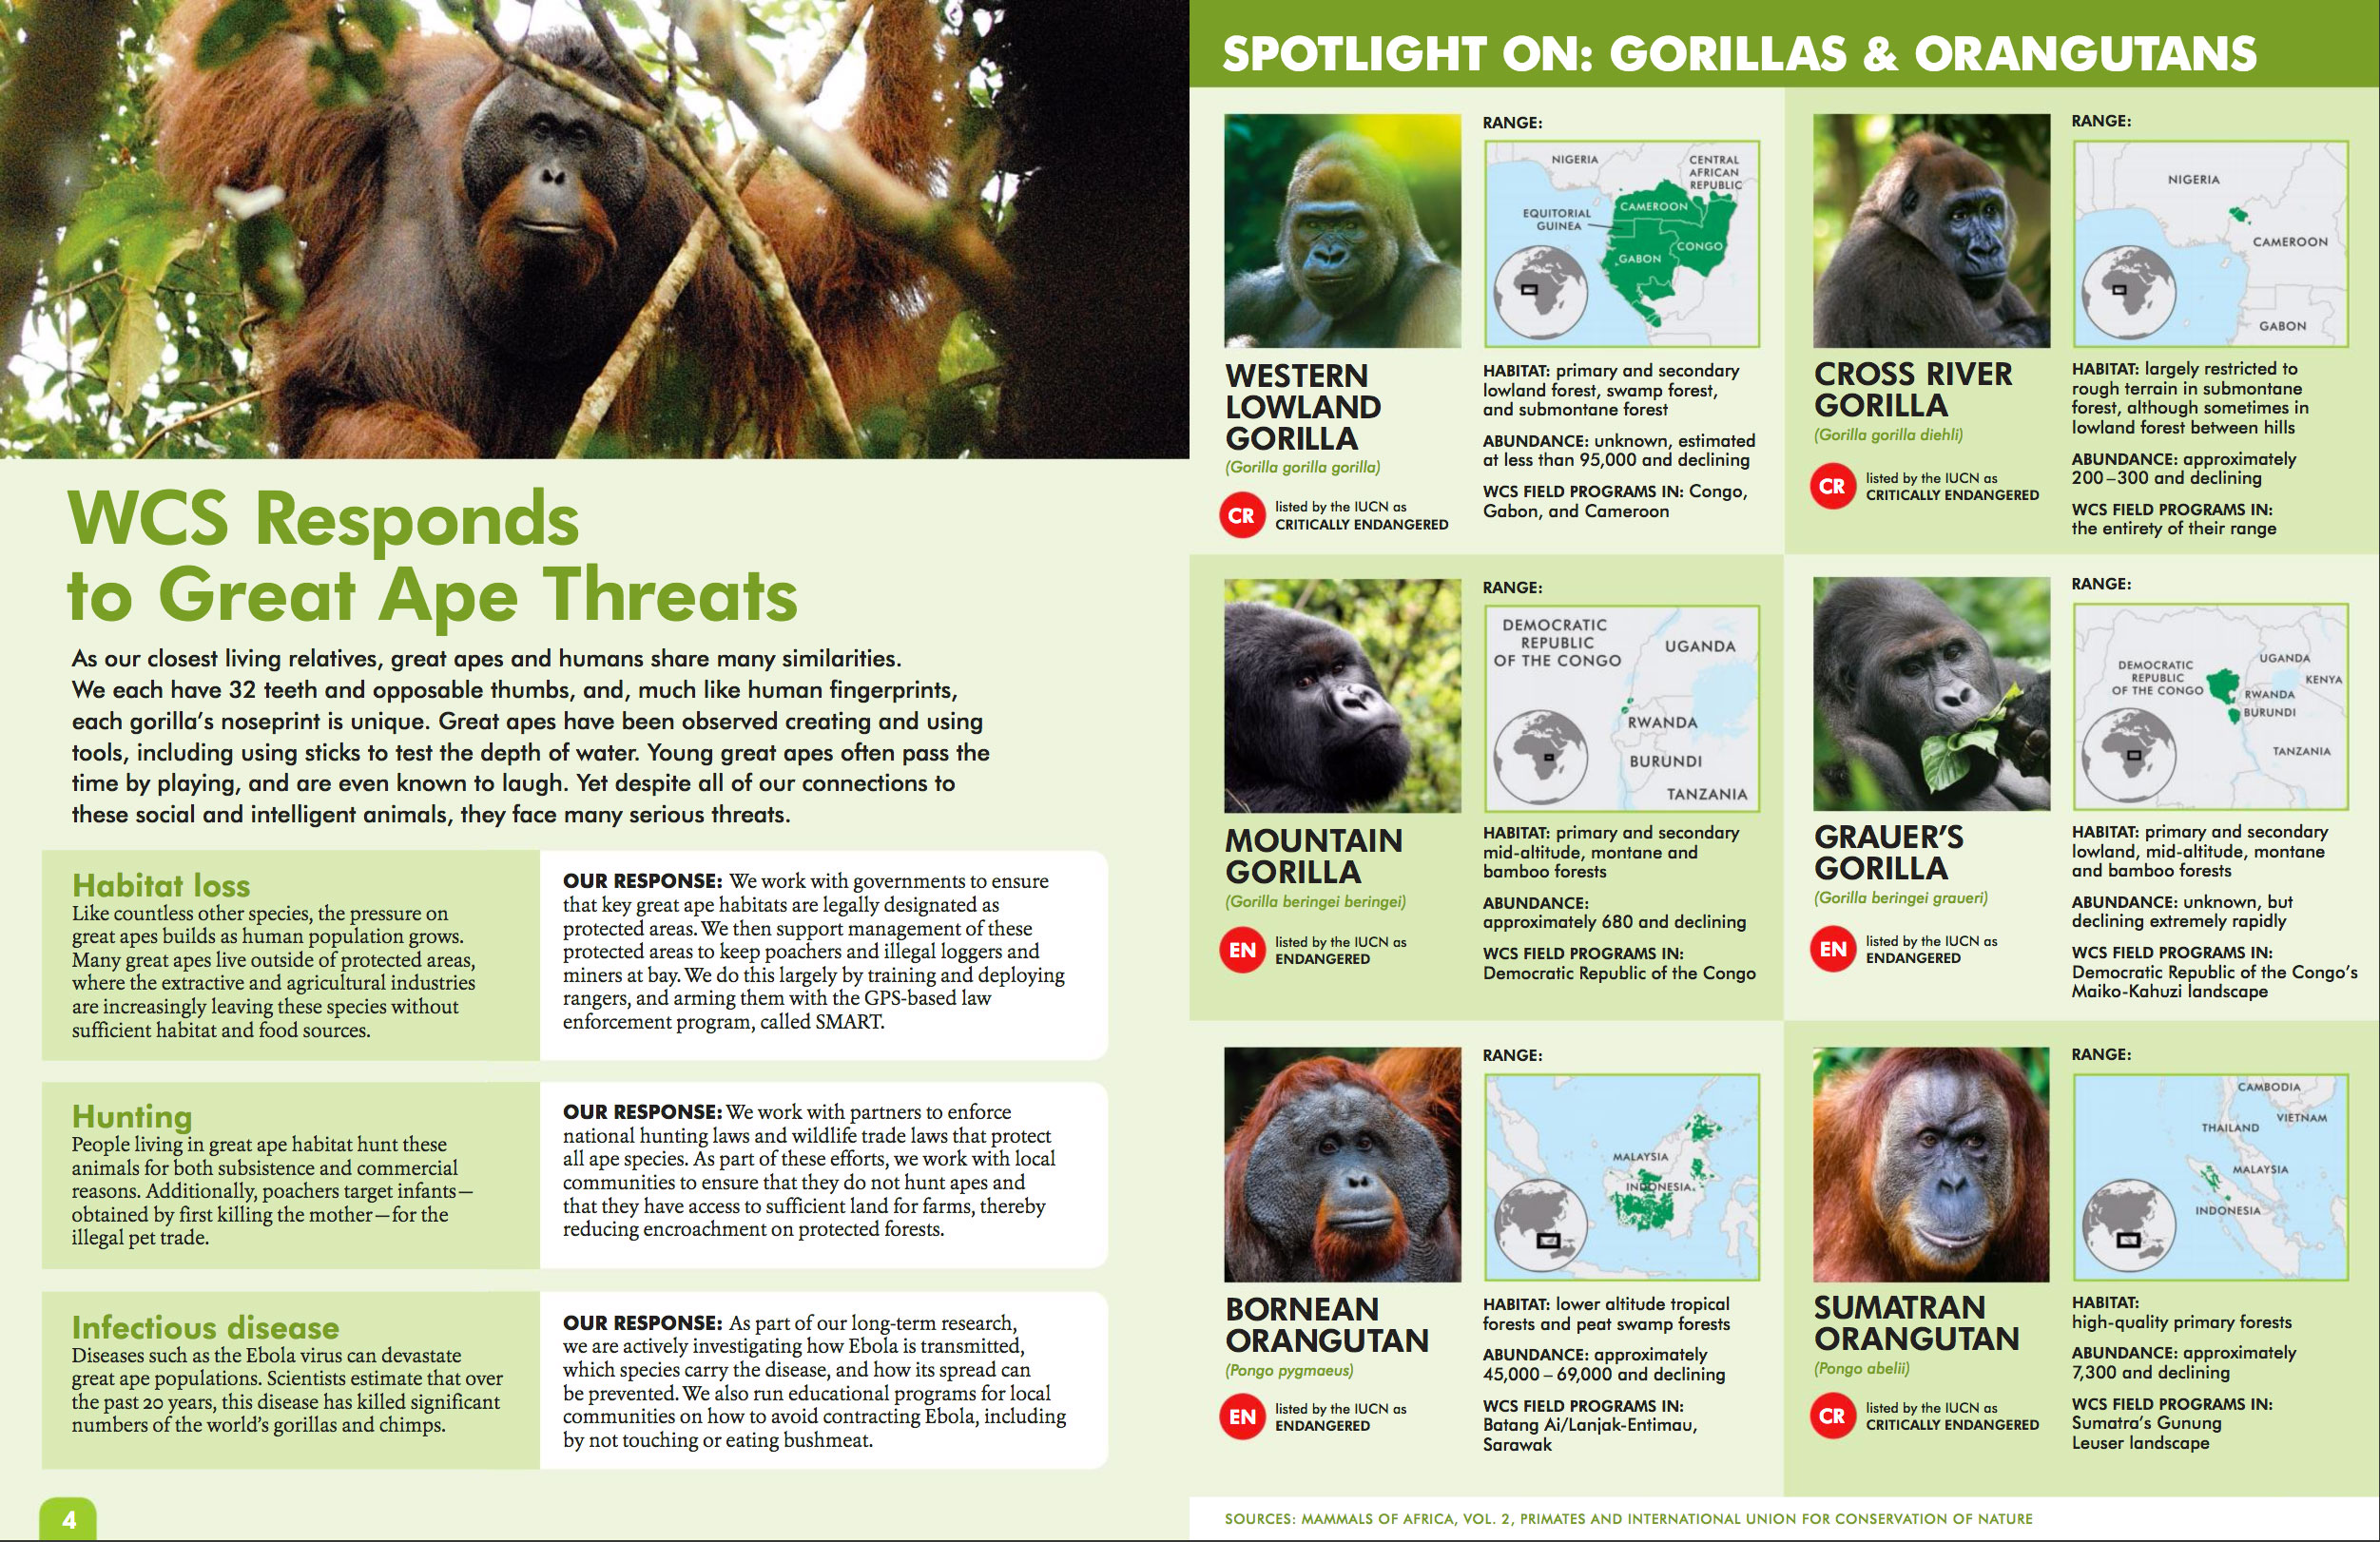 WCS Responds
to Great Ape Threats
As our closest living relatives, great apes and humans share many similarities.
We each have 32 teeth and opposable thumbs, and, much like human fingerprints,
each gorilla's noseprint is unique. Great apes have been observed creating and using
tools, including using sticks to test the depth of water. Young great apes often pass the
time by playing, and are even known to laugh. Yet despite all of our connections to
these social and intelligent animals, they face many serious threats.
Habitat loss
Like countless other species, the pressure on
great apes builds as human population grows.
Many great apes live outside of protected areas,
where the extractive and agricultural industries
are increasingly leaving these species without
sufficient habitat and food sources.
OUR RESPONSE: We work with governments to ensure
that key great ape habitats are legally designated as
protected areas. We then support management of these
protected areas to keep poachers and illegal loggers and
miners at bay. We do this largely by training and deploying
rangers, and arming them with the GPS-based law
enforcement program, called SMART.
Hunting
People living in great ape habitat hunt these
animals for both subsistence and commercial
reasons. Additionally, poachers target infants—
obtained by first killing the mother—for the
illegal pet trade.
OUR RESPONSE: We work with partners to enforce
national hunting laws and wildlife trade laws that protect
all ape species. As part of these efforts, we work with local
communities to ensure that they do not hunt apes and
that they have access to sufficient land for farms, thereby
reducing encroachment on protected forests.
Infectious disease
Diseases such as the Ebola virus can devastate
great ape populations. Scientists estimate that over
the past 20 years, this disease has killed significant
numbers of the world's gorillas and chimps.
OUR RESPONSE: As part of our long-term research,
we are actively investigating how Ebola is transmitted,
which species carry the disease, and how its spread can
be prevented. We also run educational programs for local
communities on how to avoid contracting Ebola, including
by not touching or eating bushmeat.
4
SPOTLIGHT ON: GORILLAS & ORANGUTANS
WESTERN
LOWLAND
GORILLA
(Gorilla gorilla gorilla)
CR
listed by the IUCN as
CRITICALLY ENDANGERED
RANGE:
NIGERIA
CENTRAL
AFRICAN
REPUBLIC
CAMEROON
EQUITORIAL
GUINEA
CONGO
GABON
HABITAT: primary and secondary
lowland forest, swamp forest,
and submontane forest
ABUNDANCE: unknown, estimated
at less than 95,000 and declining
WCS FIELD PROGRAMS IN: Congo,
Gabon, and Cameroon
CROSS RIVER
GORILLA
(Gorilla gorilla diehli)
CR
listed by the IUCN as
CRITICALLY ENDANGERED
RANGE:
NIGERIA
CAMEROON
GABON
HABITAT: largely restricted to
rough terrain in submontane
forest, although sometimes in
lowland forest between hills
ABUNDANCE: approximately
200–300 and declining
WCS FIELD PROGRAMS IN:
the entirety of their range
MOUNTAIN
GORILLA
(Gorilla beringei beringei)
EN
listed by the IUCN as
ENDANGERED
RANGE:
DEMOCRATIC
REPUBLIC
OF THE CONGO
UGANDA
RWANDA
BURUNDI
TANZANIA
HABITAT: primary and secondary
mid-altitude, montane and
bamboo forests
ABUNDANCE:
approximately 680 and declining
WCS FIELD PROGRAMS IN:
Democratic Republic of the Congo
GRAUER'S
GORILLA
(Gorilla beringei graueri)
EN
listed by the IUCN as
ENDANGERED
RANGE:
DEMOCRATIC
REPUBLIC
OF THE CONGO
UGANDA
KENYA
RWANDA
BURUNDI
TANZANIA
HABITAT: primary and secondary
lowland, mid-altitude, montane
and bamboo forests
ABUNDANCE: unknown, but
declining extremely rapidly
WCS FIELD PROGRAMS IN:
Democratic Republic of the Congo's
Maiko-Kahuzi landscape
BORNEAN
ORANGUTAN
(Pongo pygmaeus)
EN
listed by the IUCN as
ENDANGERED
RANGE:
MALAYSIA
INDONESIA
HABITAT: lower altitude tropical
forests and peat swamp forests
ABUNDANCE: approximately
45,000–69,000 and declining
WCS FIELD PROGRAMS IN:
Batang Ai/Lanjak-Entimau,
Sarawak
SUMATRAN
ORANGUTAN
(Pongo abelii)
CR
listed by the IUCN as
CRITICALLY ENDANGERED
RANGE:
CAMBODIA
VIETNAM
THAILAND
MALAYSIA
INDONESIA
HABITAT:
high-quality primary forests
ABUNDANCE: approximately
7,300 and declining
WCS FIELD PROGRAMS IN:
Sumatra's Gunung
Leuser landscape
SOURCES: MAMMALS OF AFRICA, VOL. 2, PRIMATES AND INTERNATIONAL UNION FOR CONSERVATION OF NATURE